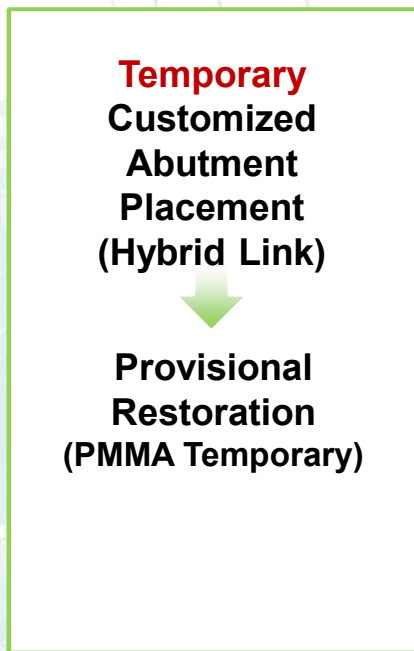 Temporary
Customized
Abutment
Placement
(Hybrid Link)
Provisional
Restoration
(PMMA Temporary)